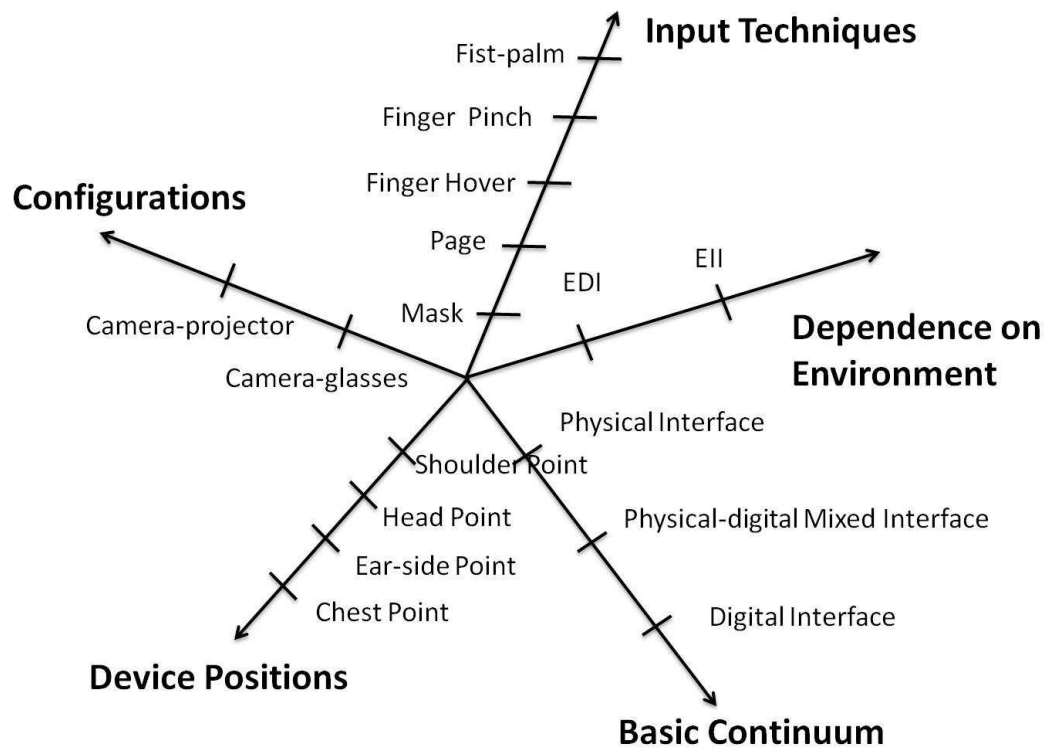 Input Techniques
Fist-palm
Finger Pinch
Finger Hover
Page
Mask
Configurations
Camera-projector
Camera-glasses
EDI
EII
Dependence on
Environment
Physical Interface
Physical-digital Mixed Interface
Digital Interface
Basic Continuum
Shoulder Point
Head Point
Ear-side Point
Chest Point
Device Positions